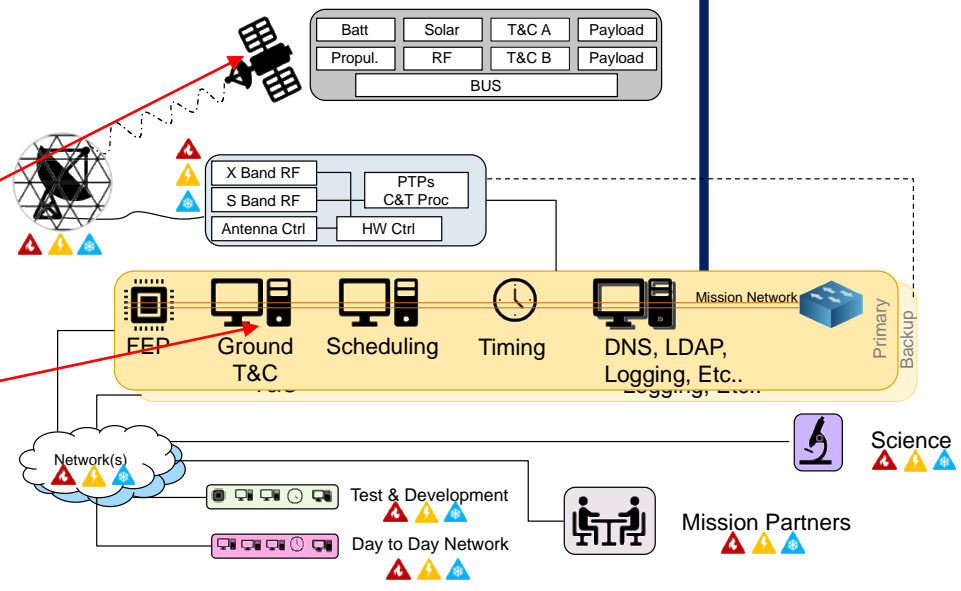 Batt
Solar
T&C A
Payload
Propul.
RF
T&C B
Payload
BUS
X Band RF
S Band RF
Antenna Ctrl
PTPs
C&T Proc
HW Ctrl
Mission Network
Primary
Backup
FEP
Ground
T&C
Scheduling
Timing
DNS, LDAP,
Logging, Etc..
Logging, Etc..
Network(s)
Science
Test & Development
Mission Partners
Day to Day Network